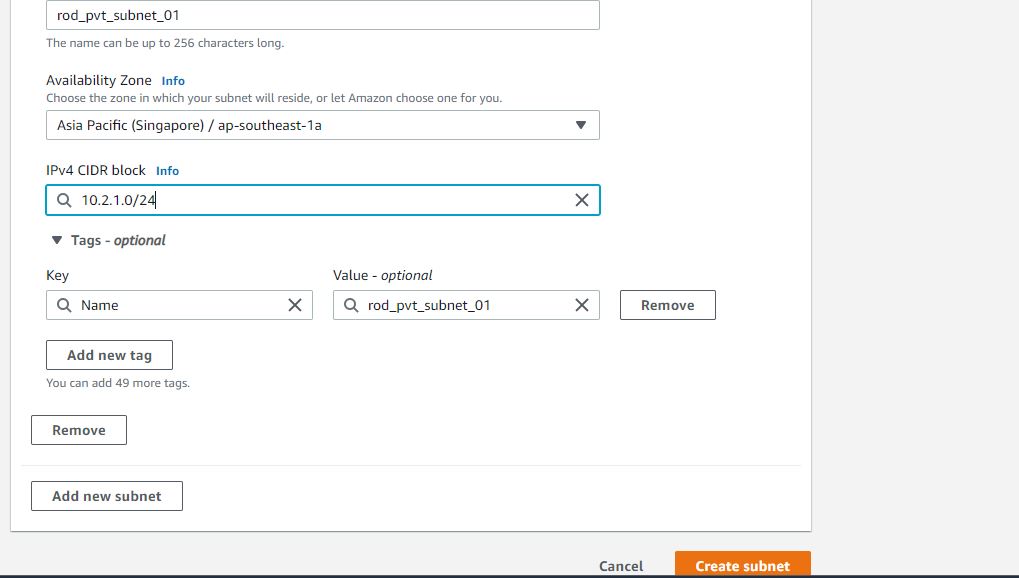 rod_pvt_subnet_01
The name can be up to 256 characters long.
Availability Zone Info
Choose the zone in which your subnet will reside, or let Amazon choose one for you.
Asia Pacific (Singapore) / ap-southeast-1a
IPv4 CIDR block Info
10.2.1.0/24
Tags - optional
Key Value - optional
Name rod_pvt_subnet_01 Remove
Add new tag
You can add 49 more tags.
Remove
Add new subnet
Cancel Create subnet